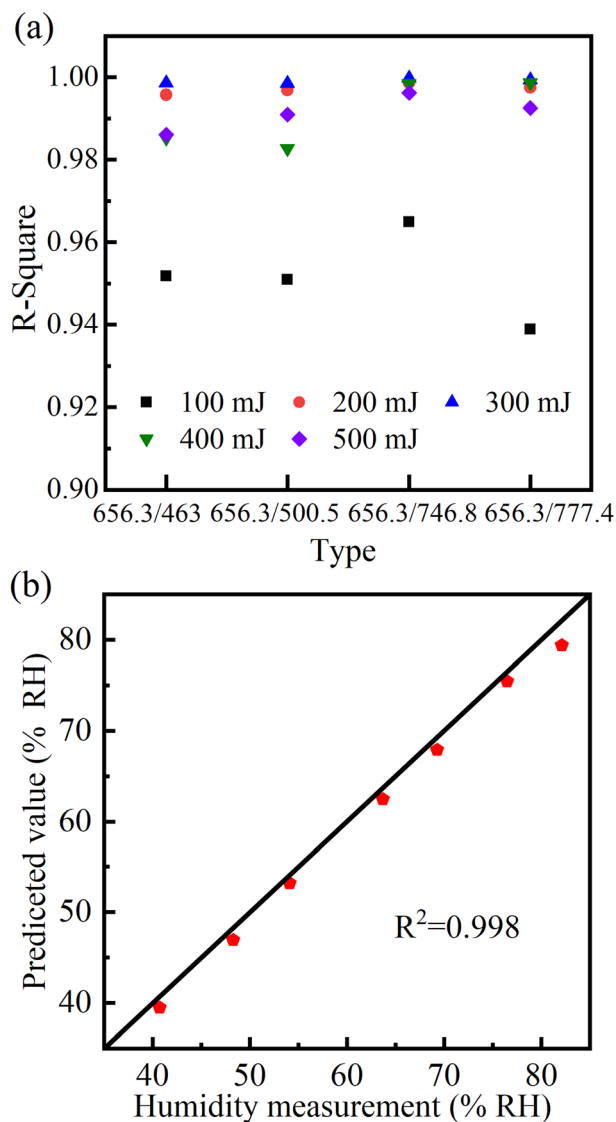 (a)
1.00
0.98
0.96
0.94
0.92
0.90
R-Square
100 mJ 200 mJ 300 mJ
400 mJ 500 mJ
656.3/463 656.3/500.5 656.3/746.8 656.3/777.4
Type
(b)
80
70
60
50
40
Prediceted value (% RH)
R²=0.998
40 50 60 70 80
Humidity measurement (% RH)